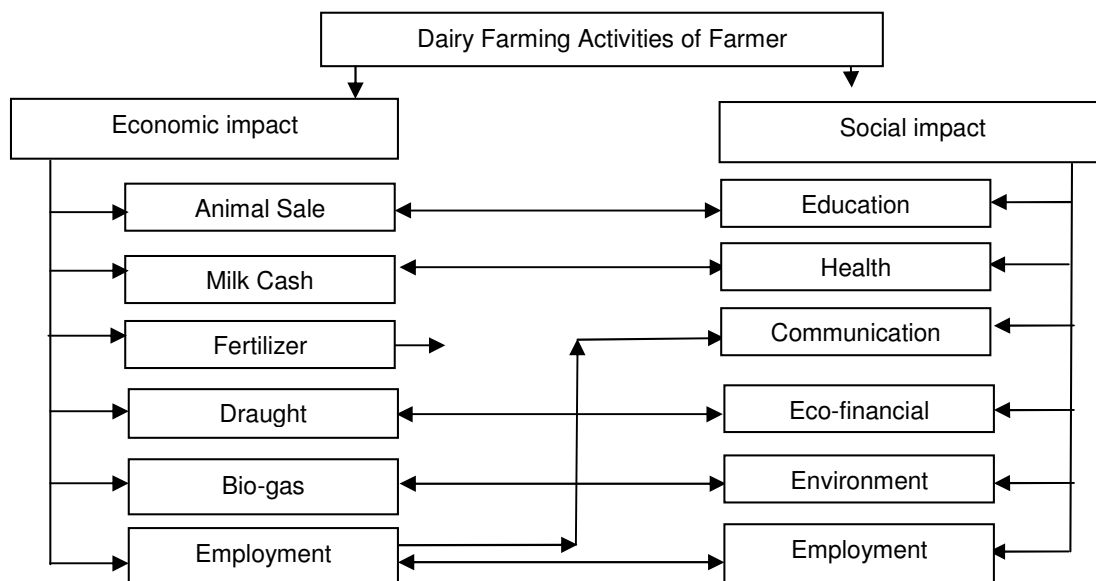 Dairy Farming Activities of Farmer
Economic impact
Social impact
Animal Sale
Education
Milk Cash
Health
Fertilizer
Communication
Draught
Eco-financial
Bio-gas
Environment
Employment
Employment